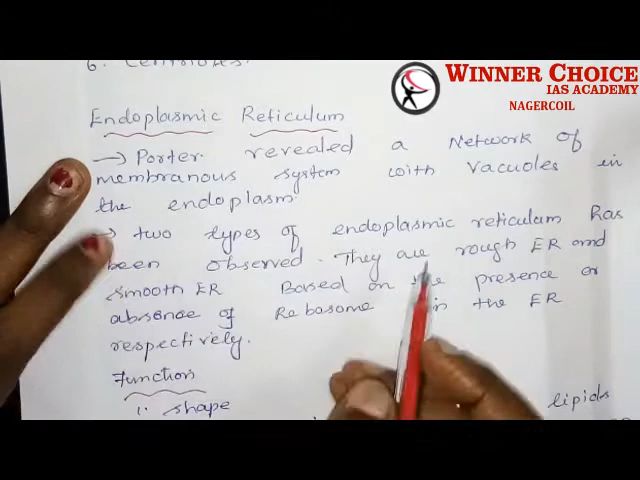 6. Centrioles.
WINNER CHOICE
IAS ACADEMY
NAGERCOIL
Endoplasmic Reticulum
→ Porter revealed a Network of
membranous system with vacuoles in
the endoplasm.
→ two types of endoplasmic reticulum has
been observed. They are rough ER and
smooth ER Based on the presence or
absence of Rebosome in the ER
respectively.
Function
1. shape
lipids